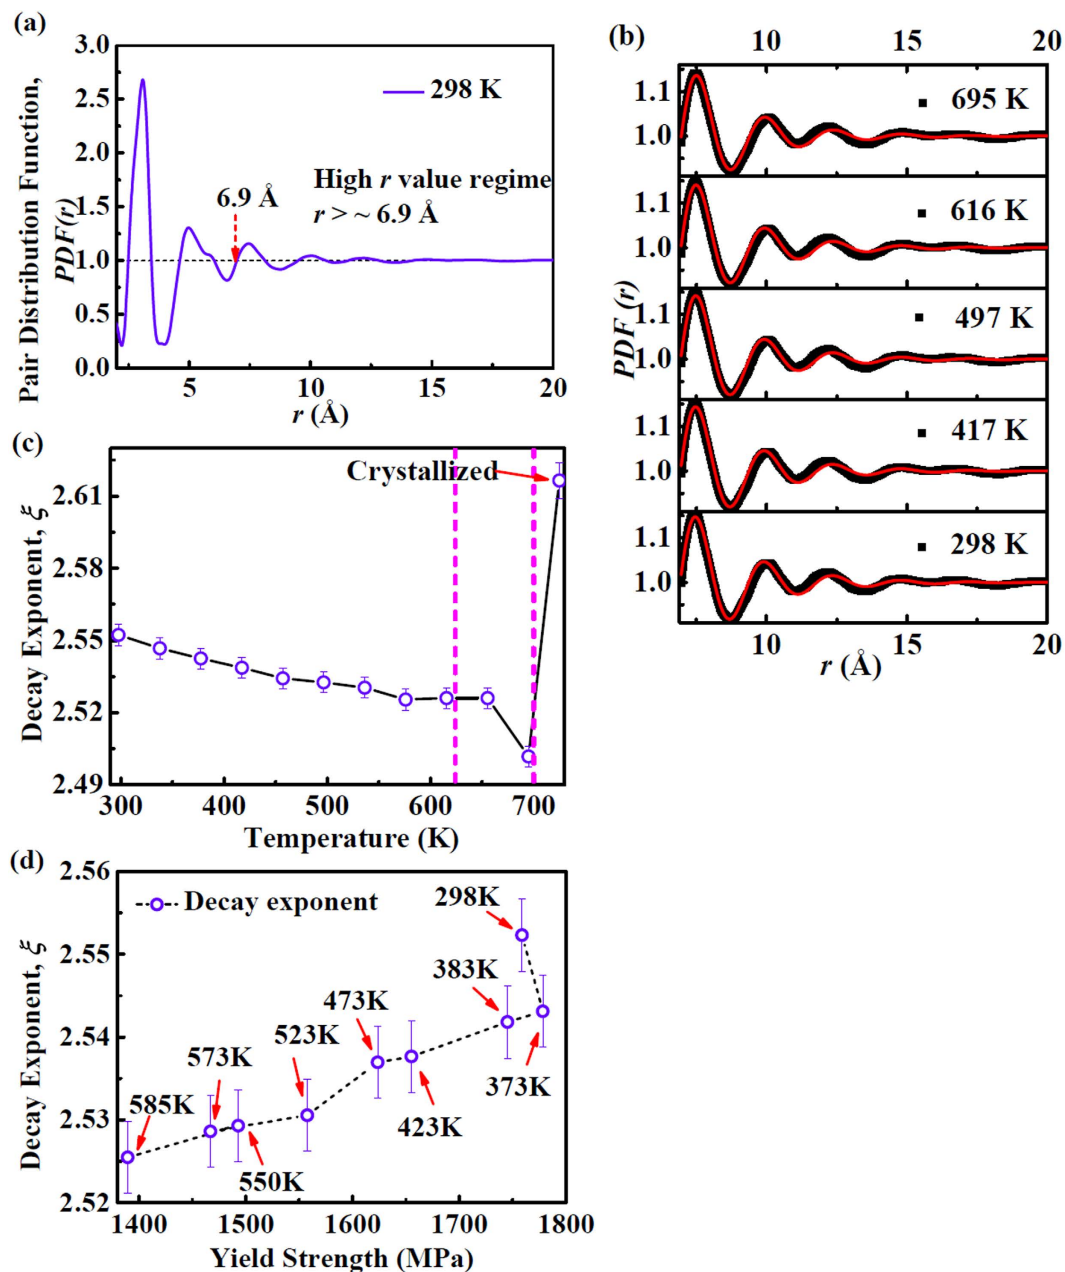 (a)
Pair Distribution Function,
PDF(r)
3.0
2.5
2.0
1.5
1.0
0.5
0.0
298 K
6.9 Å
High r value regime
r > ~ 6.9 Å
5
10
15
20
r (Å)
(b)
10
15
20
PDF (r)
1.1
1.0
695 K
1.1
1.0
616 K
1.1
1.0
497 K
1.1
1.0
417 K
1.1
1.0
298 K
10
15
20
r (Å)
(c)
Decay Exponent, ξ
2.61
2.58
2.55
2.52
2.49
Crystallized
300
400
500
600
700
Temperature (K)
(d)
Decay Exponent, ξ
2.56
2.55
2.54
2.53
2.52
Decay exponent
298K
383K
473K
523K
573K
585K
550K
423K
373K
1400
1500
1600
1700
1800
Yield Strength (MPa)